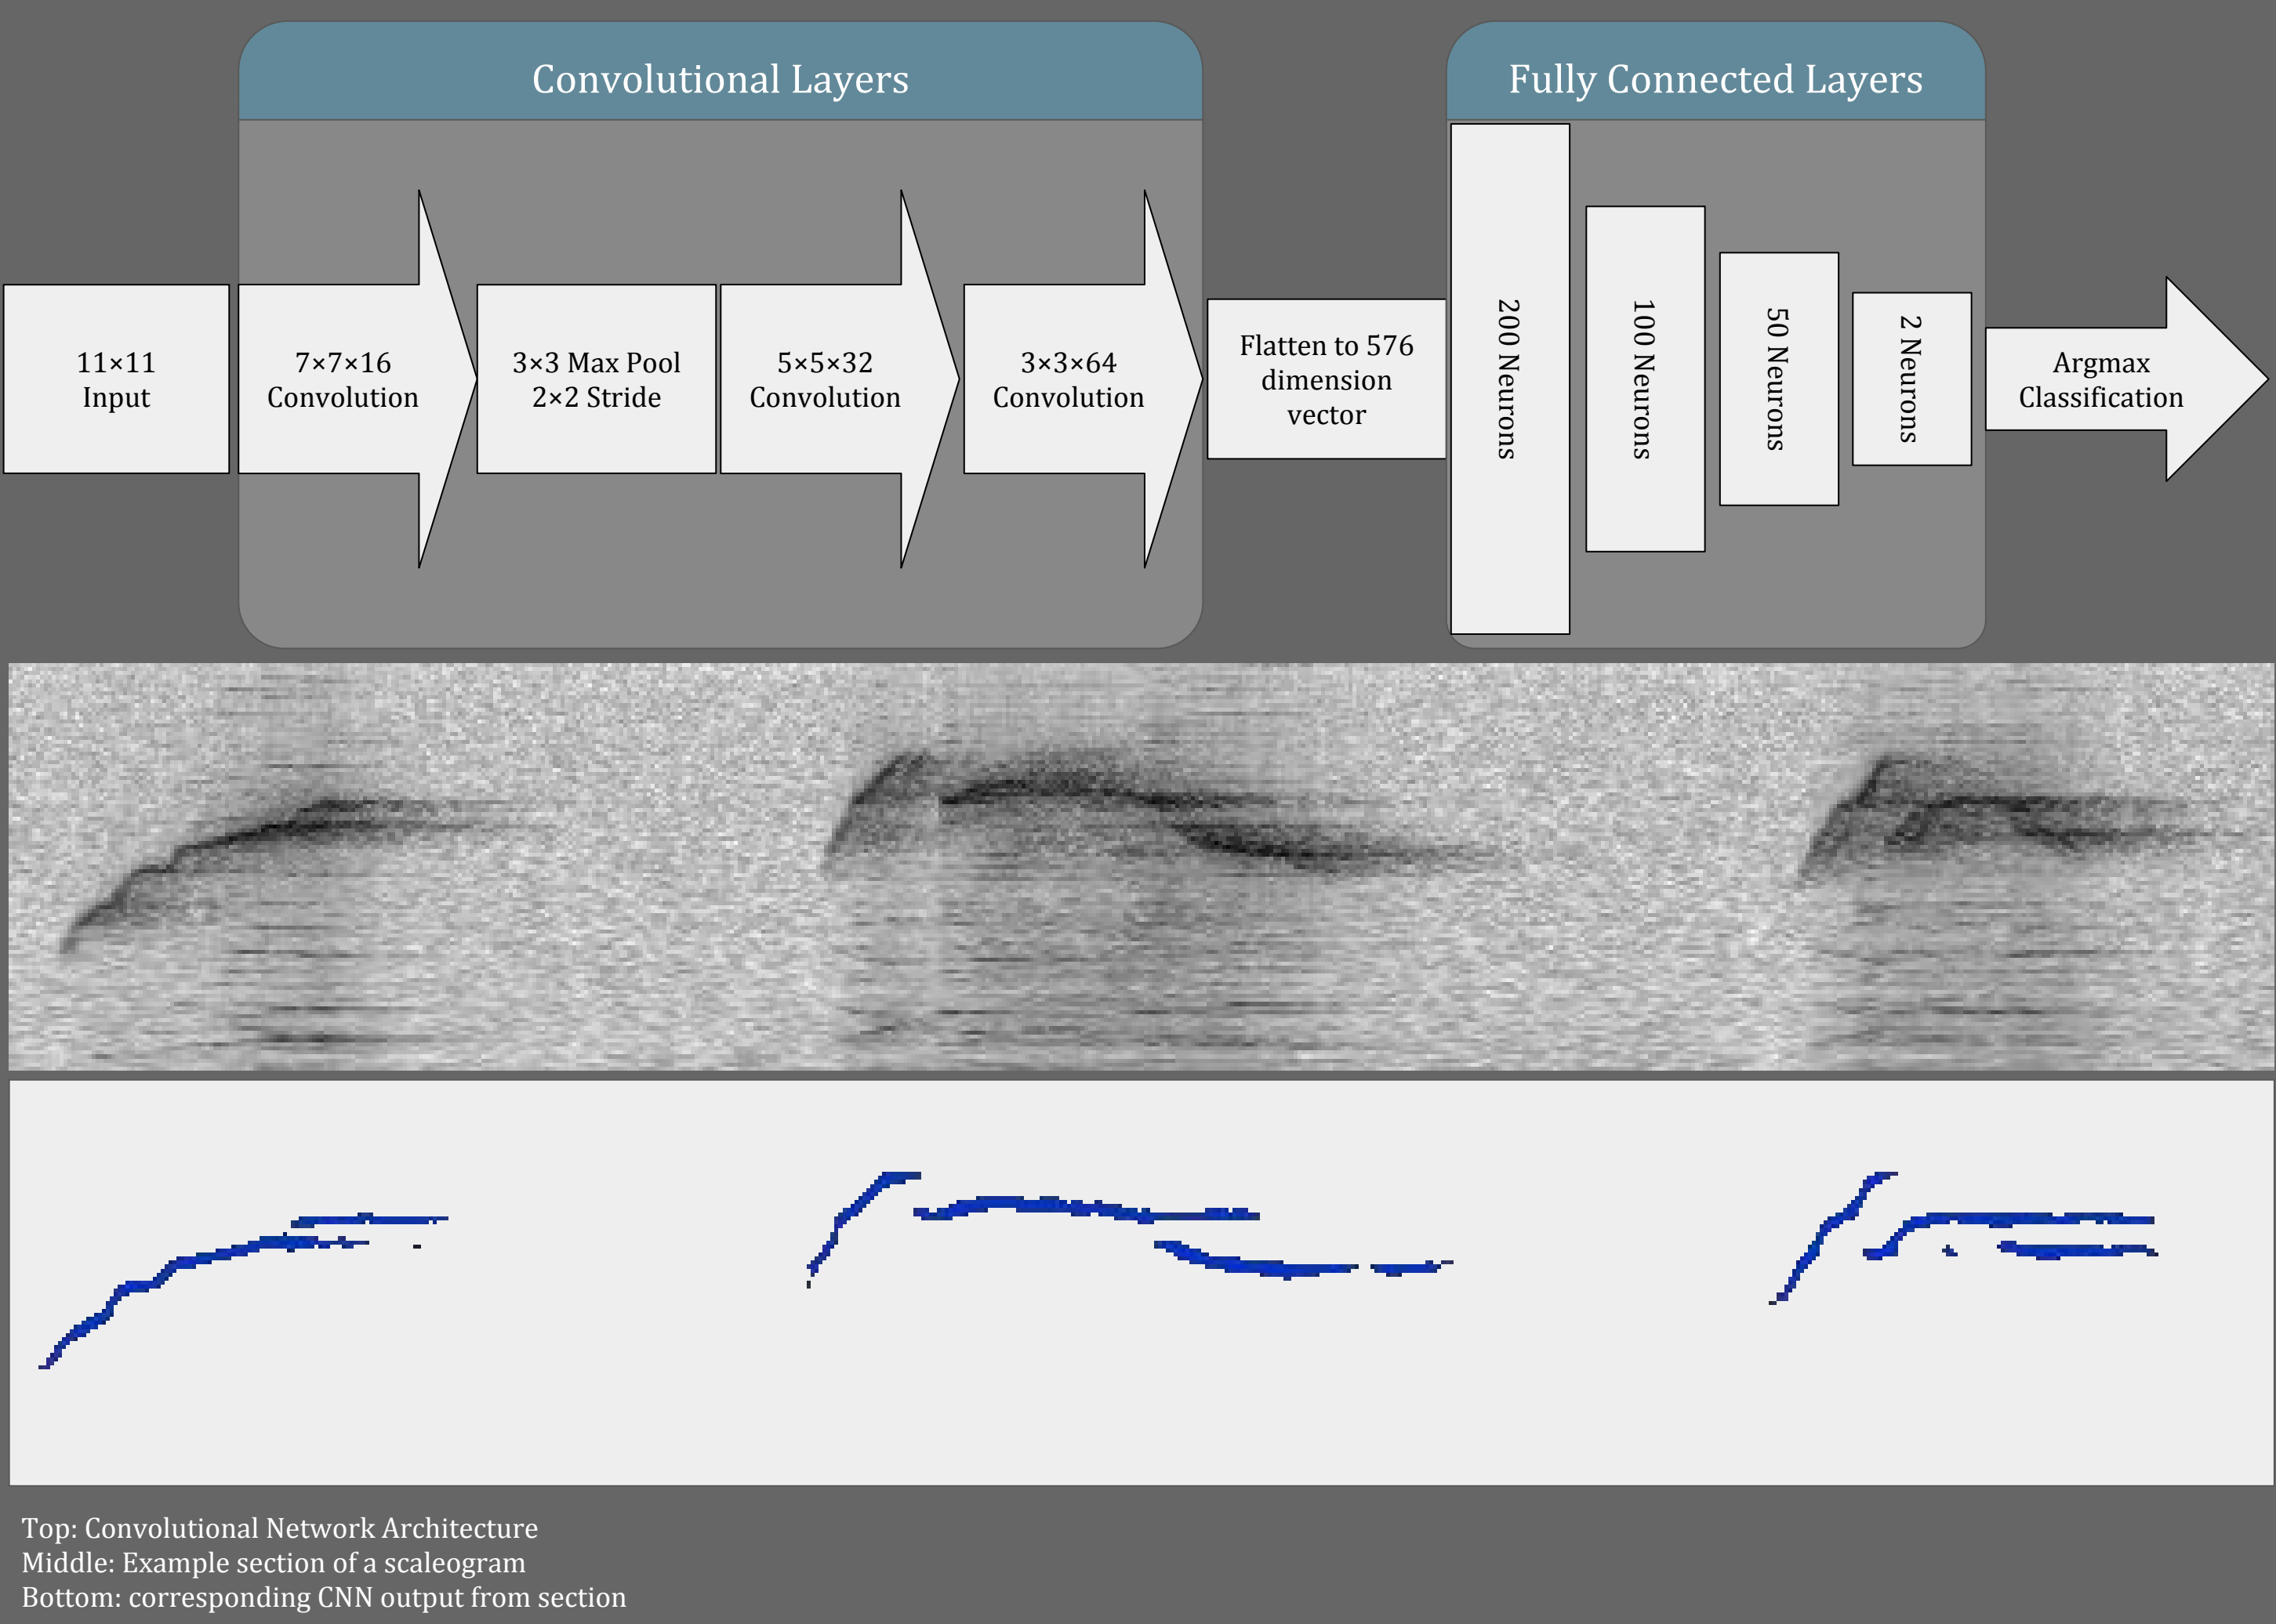 Convolutional Layers
Fully Connected Layers
11×11
Input
7×7×16
Convolution
3×3 Max Pool
2×2 Stride
5×5×32
Convolution
3×3×64
Convolution
Flatten to 576
dimension
vector
200 Neurons
100 Neurons
50 Neurons
2 Neurons
Argmax
Classification
Top: Convolutional Network Architecture
Middle: Example section of a scaleogram
Bottom: corresponding CNN output from section